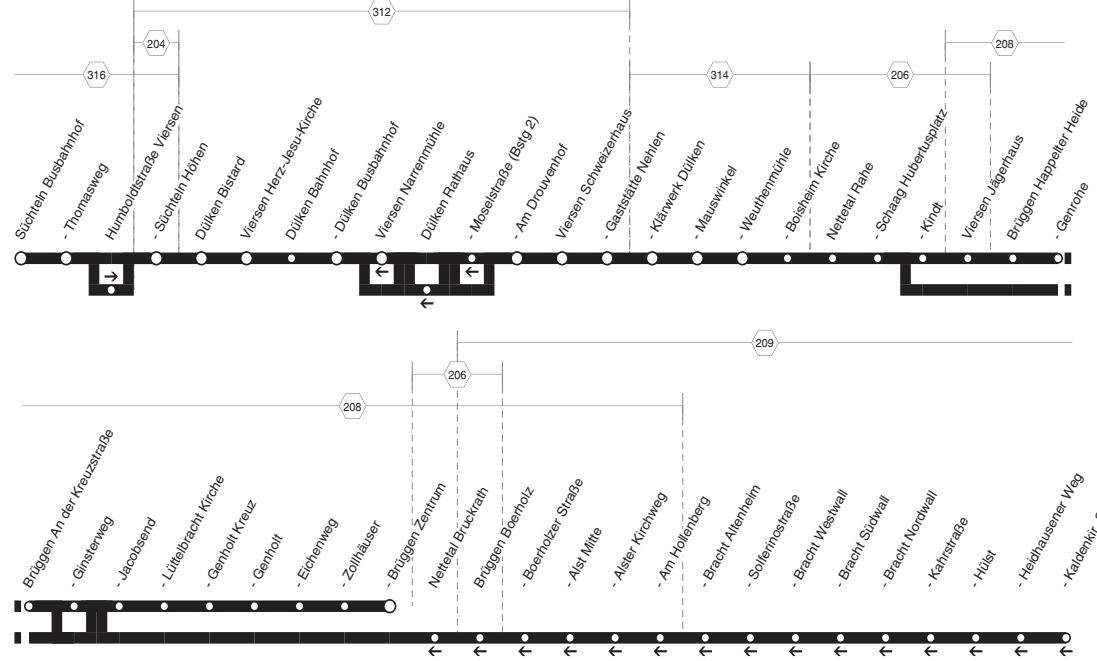 312
204
208
316
314
206
Süchteln Busbahnhof
- Thomasweg
Humboldtstraße Viersen
- Süchteln Höhen
Dülken Bistard
Viersen Herz-Jesu-Kirche
Dülken Bahnhof
- Dülken Busbahnhof
Viersen Narrenmühle
Dülken Rathaus
- Moselstraße (Bstg 2)
- Am Drouvenhof
Viersen Schweizerhaus
- Gaststätte Nehlen
- Klärwerk Dülken
- Mauswinkel
- Weuthenmühle
- Boisheim Kirche
Nettetal Rahe
- Schaag Hubertusplatz
- Kindt
Viersen Jägerhaus
Brüggen Happelter Heide
- Genrohe
209
206
208
Brüggen An der Kreuzstraße
- Ginsterweg
- Jacobsend
- Lüttelbracht Kirche
- Genholt Kreuz
- Genholt
- Eichenweg
- Zollhäuser
- Brüggen Zentrum
Nettetal Bruckrath
Brüggen Boerholz
- Boerholzer Straße
- Alst Mitte
- Alster Kirchweg
- Am Hollenberg
- Bracht Altenheim
- Solferinostraße
- Bracht Westwall
- Bracht Südwall
- Bracht Nordwall
- Kahrstraße
- Hülst
- Heidhausener Weg